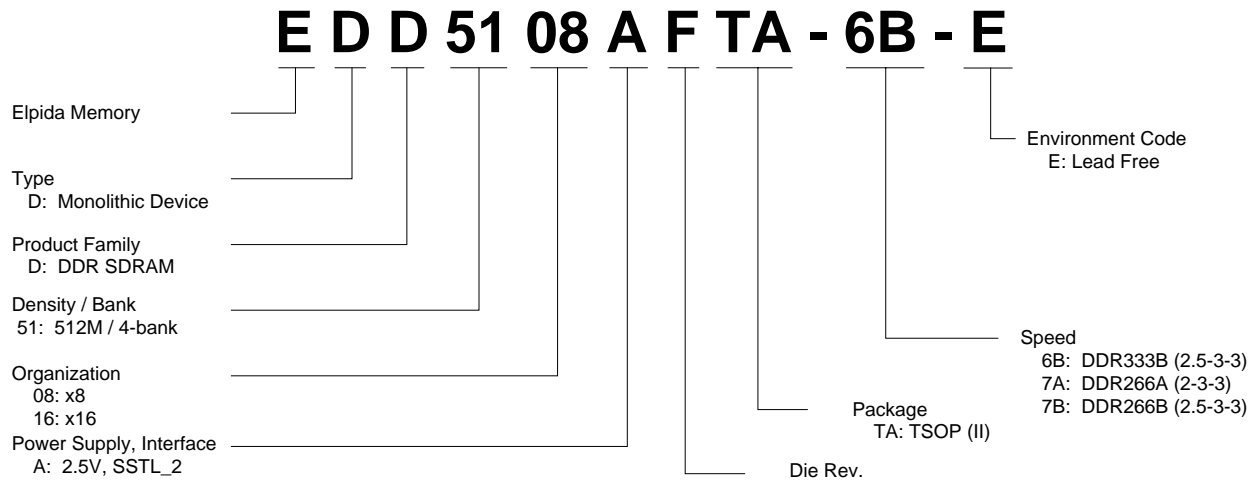 E D D 51 08 A F TA - 6B - E
Elpida Memory
Type
D: Monolithic Device
Product Family
D: DDR SDRAM
Density / Bank
51: 512M / 4-bank
Organization
08: x8
16: x16
Power Supply, Interface
A: 2.5V, SSTL_2
Environment Code
E: Lead Free
Speed
6B: DDR333B (2.5-3-3)
7A: DDR266A (2-3-3)
7B: DDR266B (2.5-3-3)
Package
TA: TSOP (II)
Die Rev.